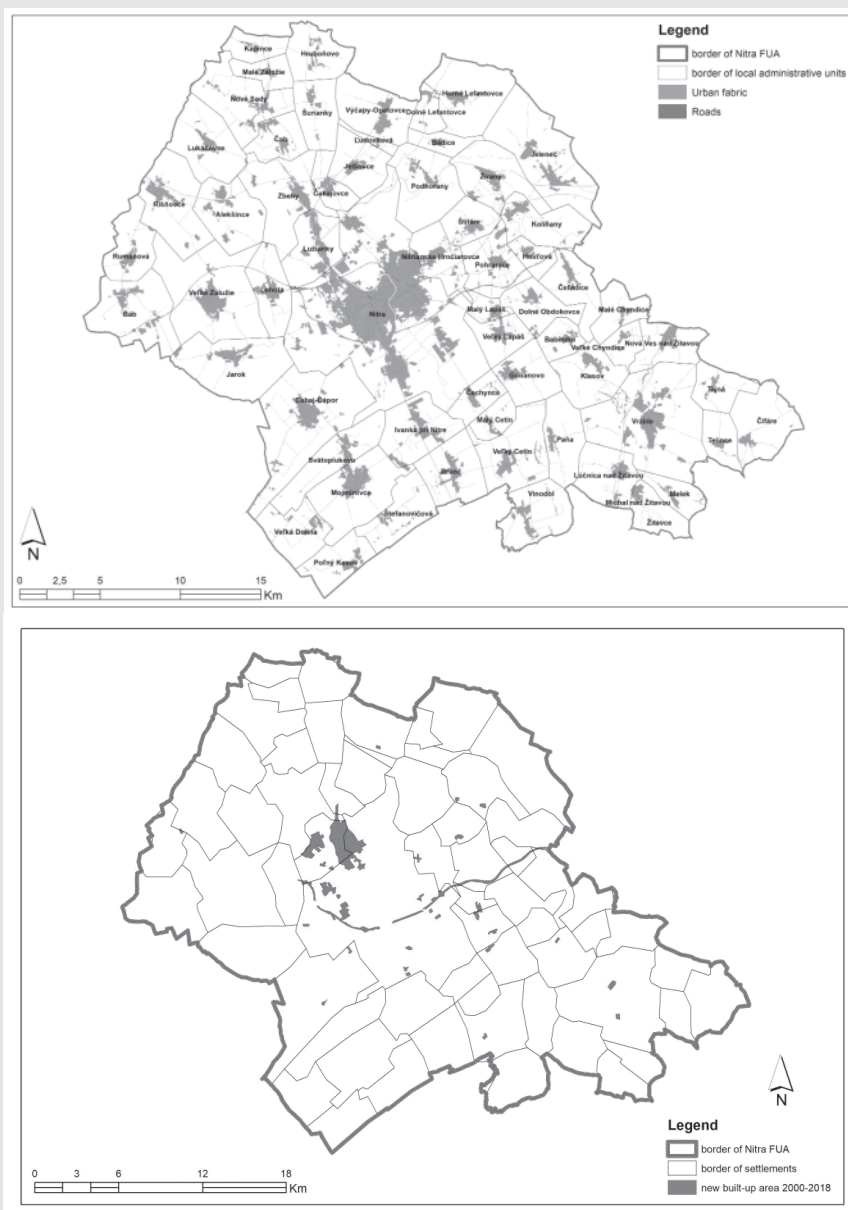 Legend
border of Nitra FUA
border of local administrative units
Urban fabric
Roads
Kapince
Hruboňovo
Malé Zálužie
Horné Lefantovce
Nové Sady
Šurianky
Výčapy-Opatovce
Dolné Lefantovce
Čab
Ľudovítová
Bádice
Lukáčovce
Jelšovce
Jelenec
Podhorany
Žirany
Rišňovce
Zbehy
Čakajovce
Alekšince
Štitáre
Kolíňany
Lužianky
Rumanová
Nitrianske Hrnčiarovce
Pohranice
Hosťová
Báb
Veľké Zálužie
Lehota
Čeľadice
Nitra
Malý Lapáš
Dolné Obdokovce
Malé Chyndice
Veľký Lapáš
Babindol
Veľké Chyndice
Nová Ves nad Žitavou
Jarok
Golianovo
Klasov
Tajná
Cabaj-Čápor
Čechynce
Malý Cetín
Vráble
Čifáre
Ivanka pri Nitre
Telince
Svätoplukovo
Paňa
Veľký Cetín
Mojmírovce
Branč
Lúčnica nad Žitavou
Vinodol
Melek
Michal nad Žitavou
Štefanovičová
Žitavce
Veľká Dolina
Poľný Kesov
N
0 2,5 5 10 15
Km
N
Legend
border of Nitra FUA
border of settlements
new built-up area 2000-2018
0 3 6 12 18
Km